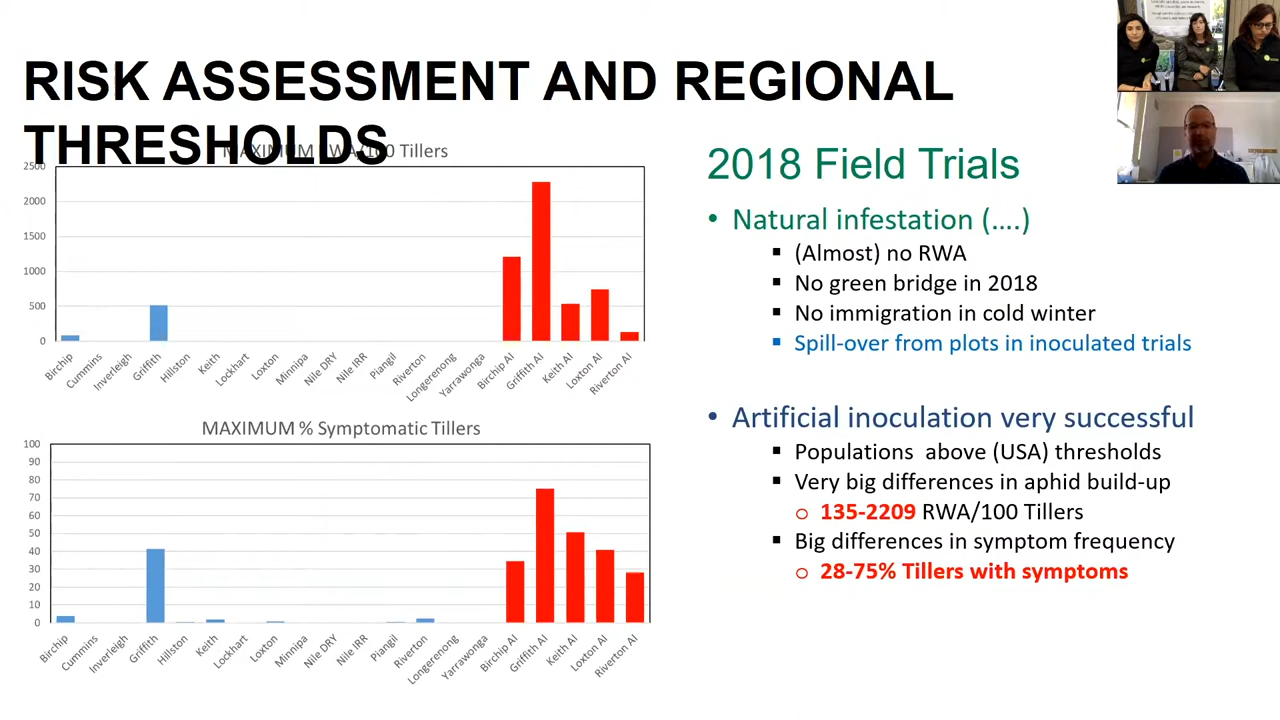 RISK ASSESSMENT AND REGIONAL
THRESHOLDS
MAXIMUM RWA/100 Tillers
2500
2000
1500
1000
500
0
Birchip
Cummins
Inverleigh
Griffith
Hillston
Keith
Lockhart
Loxton
Minnipa
Nile DRY
Nile IRR
Piangil
Riverton
Longerenong
Yarrawonga
Birchip AI
Griffith AI
Keith AI
Loxton AI
Riverton AI
MAXIMUM % Symptomatic Tillers
100
90
80
70
60
50
40
30
20
10
0
Birchip
Cummins
Inverleigh
Griffith
Hillston
Keith
Lockhart
Loxton
Minnipa
Nile DRY
Nile IRR
Piangil
Riverton
Longerenong
Yarrawonga
Birchip AI
Griffith AI
Keith AI
Loxton AI
Riverton AI
2018 Field Trials
• Natural infestation (....)
▪ (Almost) no RWA
▪ No green bridge in 2018
▪ No immigration in cold winter
▪ Spill-over from plots in inoculated trials
• Artificial inoculation very successful
▪ Populations above (USA) thresholds
▪ Very big differences in aphid build-up
o 135-2209 RWA/100 Tillers
▪ Big differences in symptom frequency
o 28-75% Tillers with symptoms